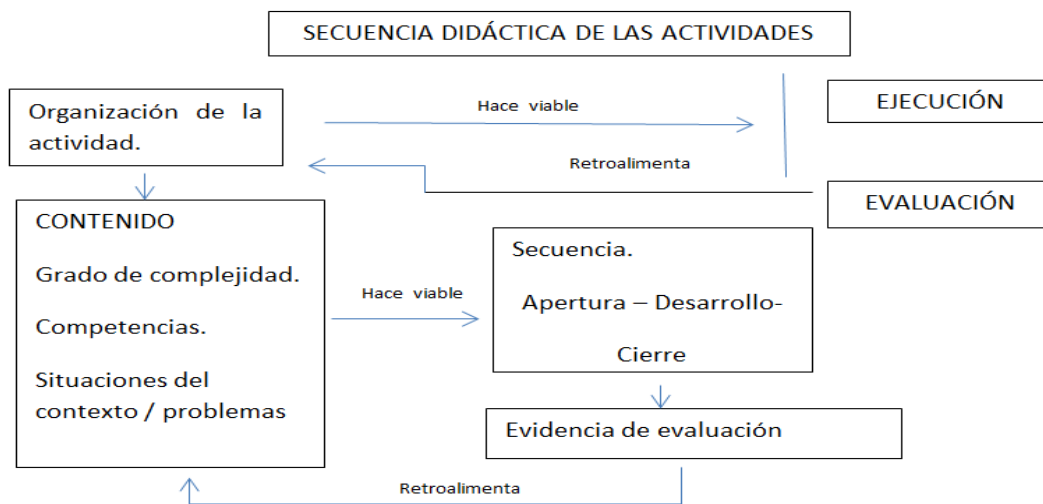 SECUENCIA DIDÁCTICA DE LAS ACTIVIDADES
Organización de la
actividad.
Hace viable
EJECUCIÓN
Retroalimenta
EVALUACIÓN
CONTENIDO
Grado de complejidad.
Competencias.
Situaciones del
contexto / problemas
Hace viable
Secuencia.
Apertura – Desarrollo-
Cierre
Evidencia de evaluación
Retroalimenta